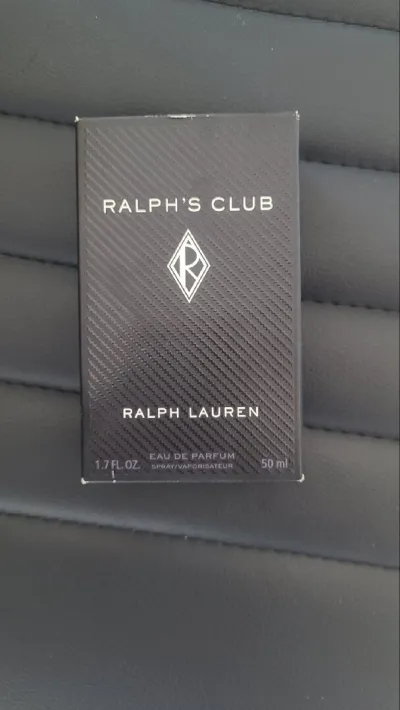 RALPH'S CLUB
R
RALPH LAUREN
EAU DE PARFUM
1.7 FL. OZ. SPRAY/VAPORISATEUR 50 ml